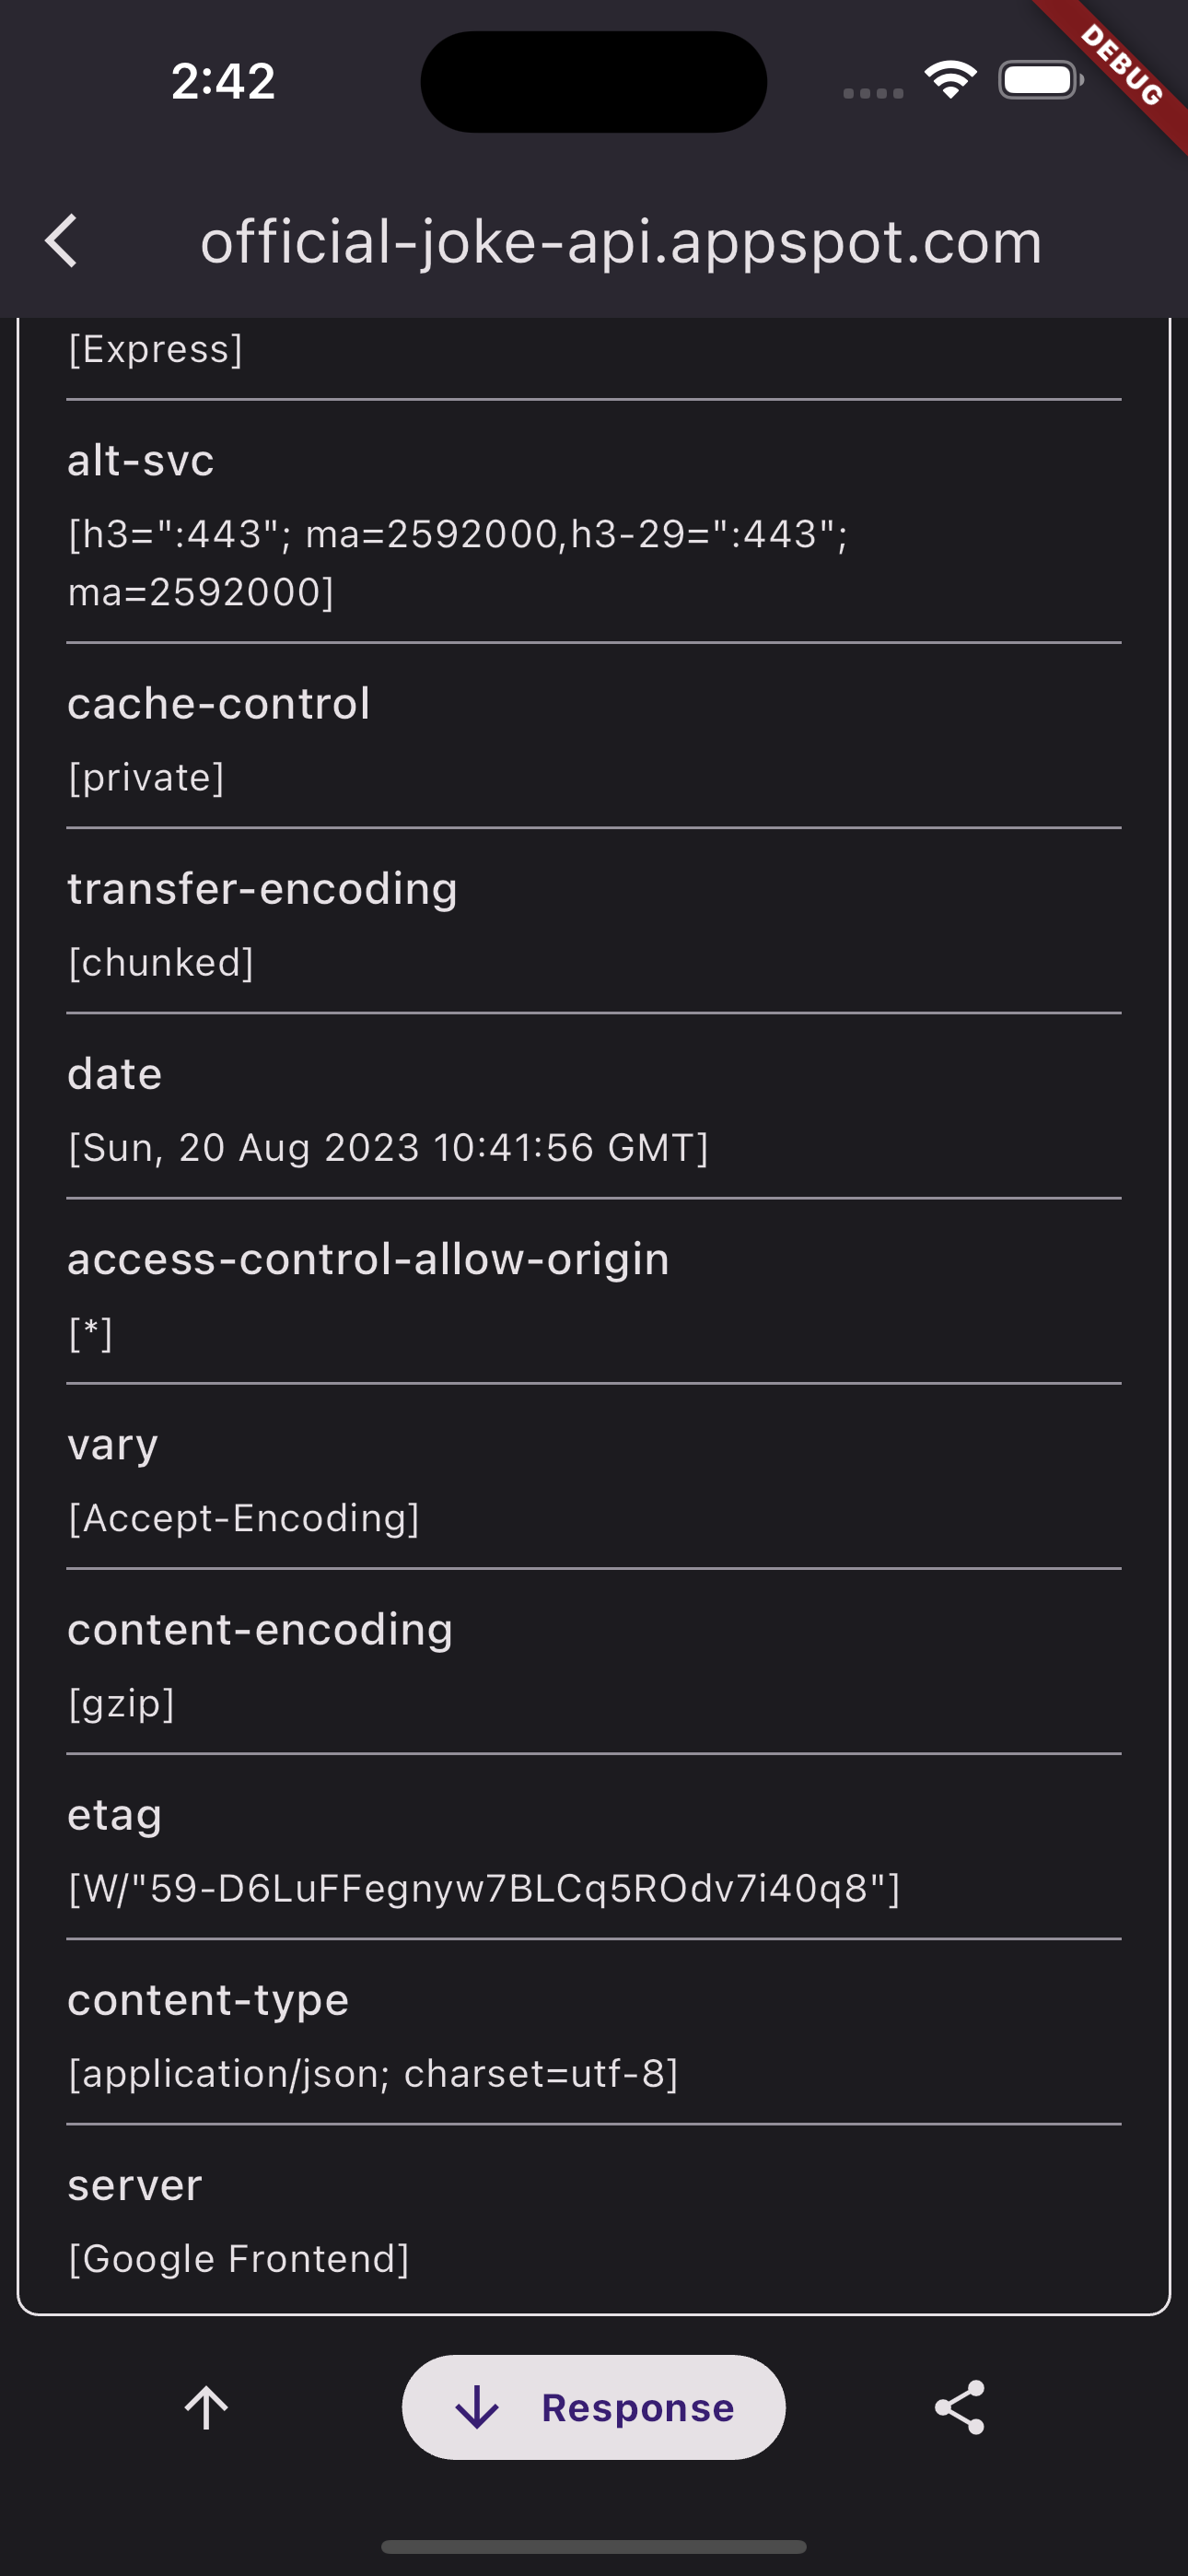 2:42
DEBUG
official-joke-api.appspot.com
[Express]
alt-svc
[h3=":443"; ma=2592000,h3-29=":443";
ma=2592000]
cache-control
[private]
transfer-encoding
[chunked]
date
[Sun, 20 Aug 2023 10:41:56 GMT]
access-control-allow-origin
[*]
vary
[Accept-Encoding]
content-encoding
[gzip]
etag
[W/"59-D6LuFFegnyw7BLCq5ROdv7i40q8"]
content-type
[application/json; charset=utf-8]
server
[Google Frontend]
Response